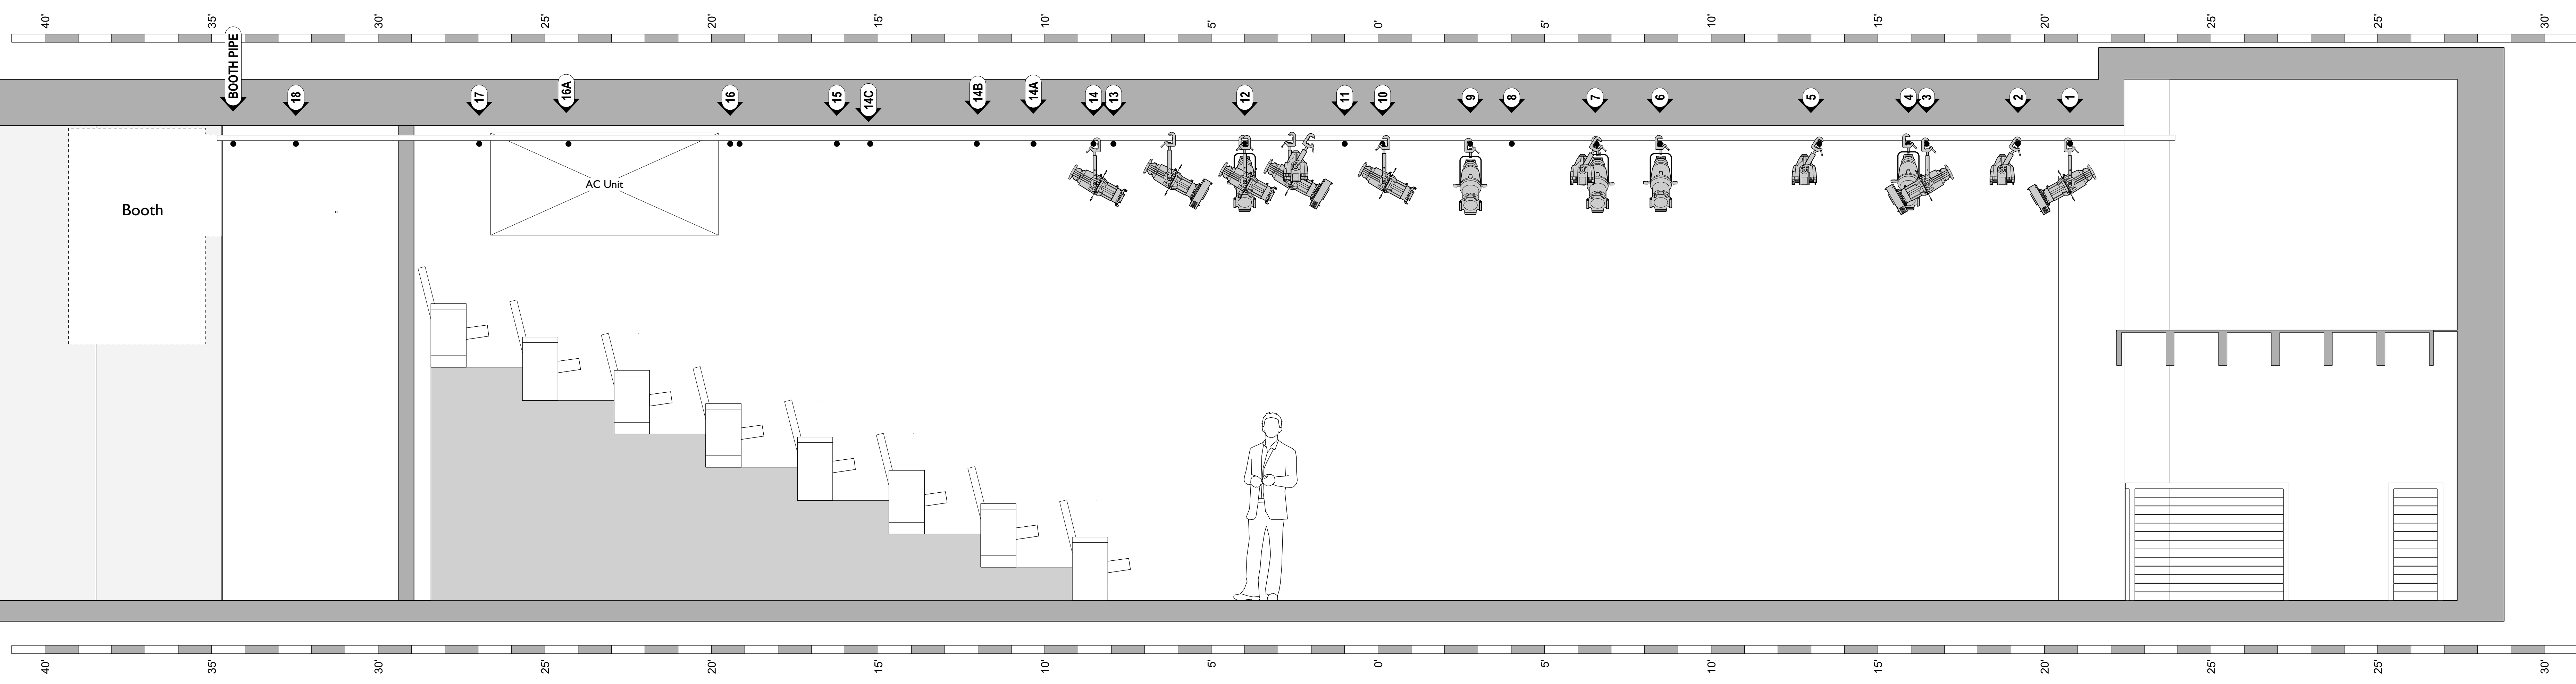 40' 35' 30' 25' 20' 15' 10' 5' 0' 5' 10' 15' 20' 25' 25' 30'
BOOTH PIPE 18 17 16A 16 15 14C 14B 14A 14 13 12 11 10 9 8 7 6 5 4 3 2 1
AC Unit
Booth
40' 35' 30' 25' 20' 15' 10' 5' 0' 5' 10' 15' 20' 25' 25' 30'